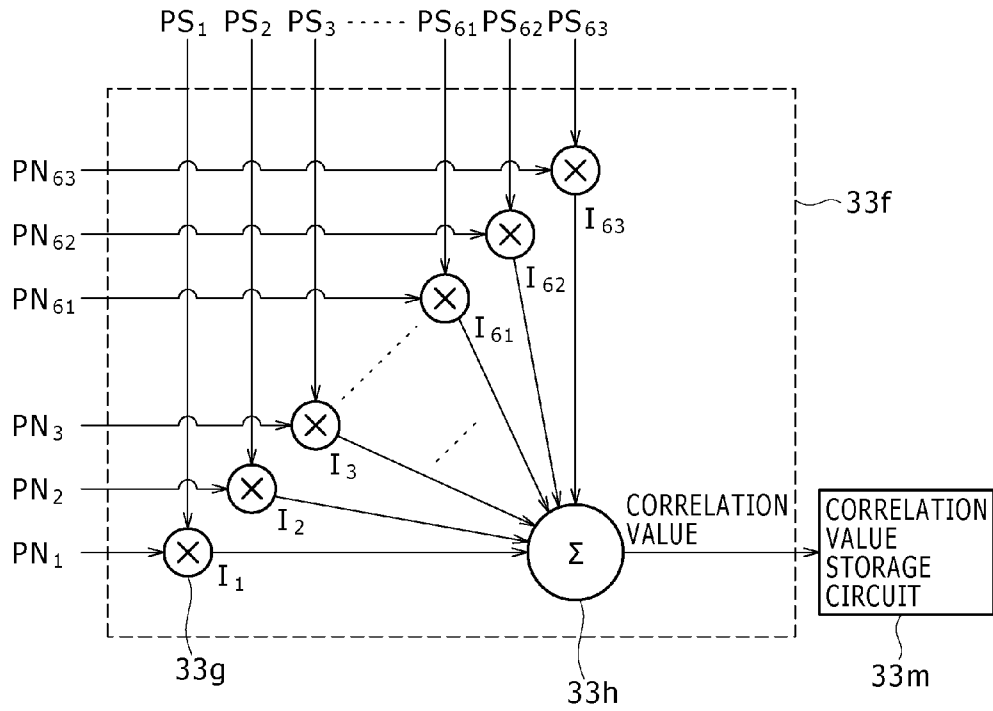 PS₁ PS₂ PS₃ ······ PS₆₁ PS₆₂ PS₆₃
PN₆₃
33f
I₆₃
PN₆₂
I₆₂
PN₆₁
I₆₁
PN₃
I₃
PN₂
I₂
CORRELATION
VALUE
CORRELATION
VALUE
STORAGE
CIRCUIT
PN₁
I₁
Σ
33g
33h
33m